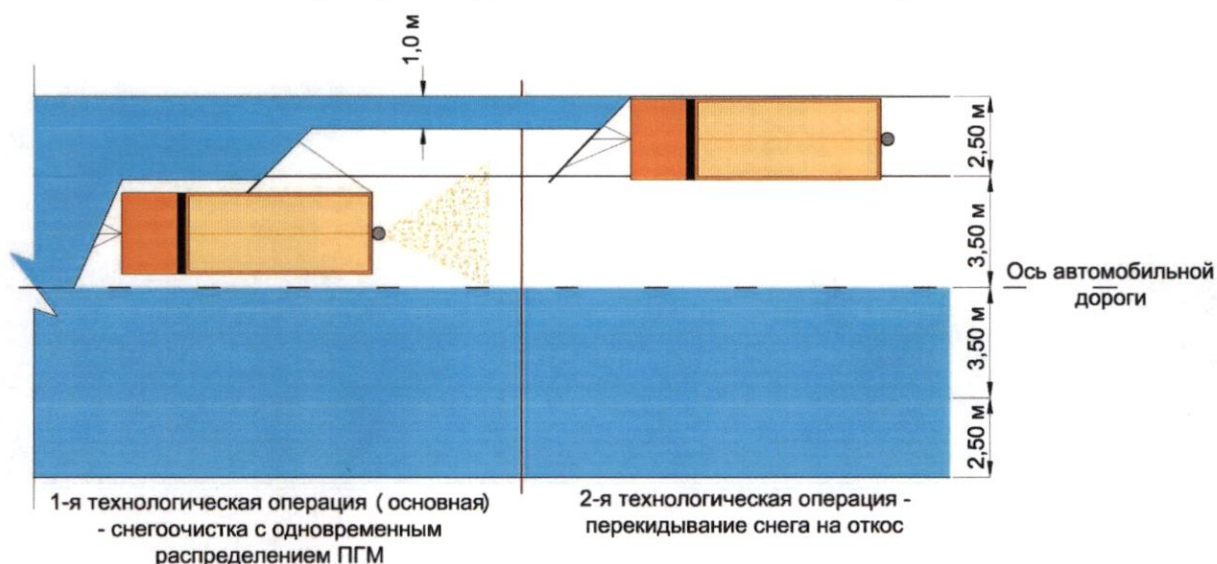 1,0 м
2,50 м
3,50 м
3,50 м
2,50 м
Ось автомобильной
дороги
1-я технологическая операция ( основная)
- снегоочистка с одновременным
распределением ПГМ
2-я технологическая операция -
перекидывание снега на откос